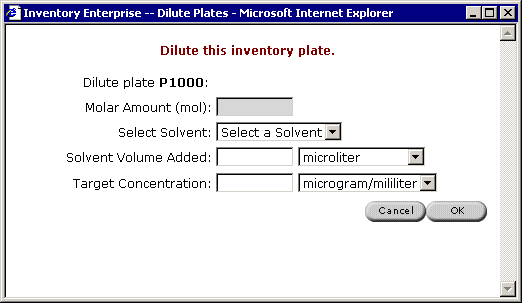 Inventory Enterprise -- Dilute Plates - Microsoft Internet Explorer
Dilute this inventory plate.
Dilute plate P1000:
Molar Amount (mol):
Select Solvent: Select a Solvent
Solvent Volume Added: microliter
Target Concentration: microgram/mililiter
Cancel OK